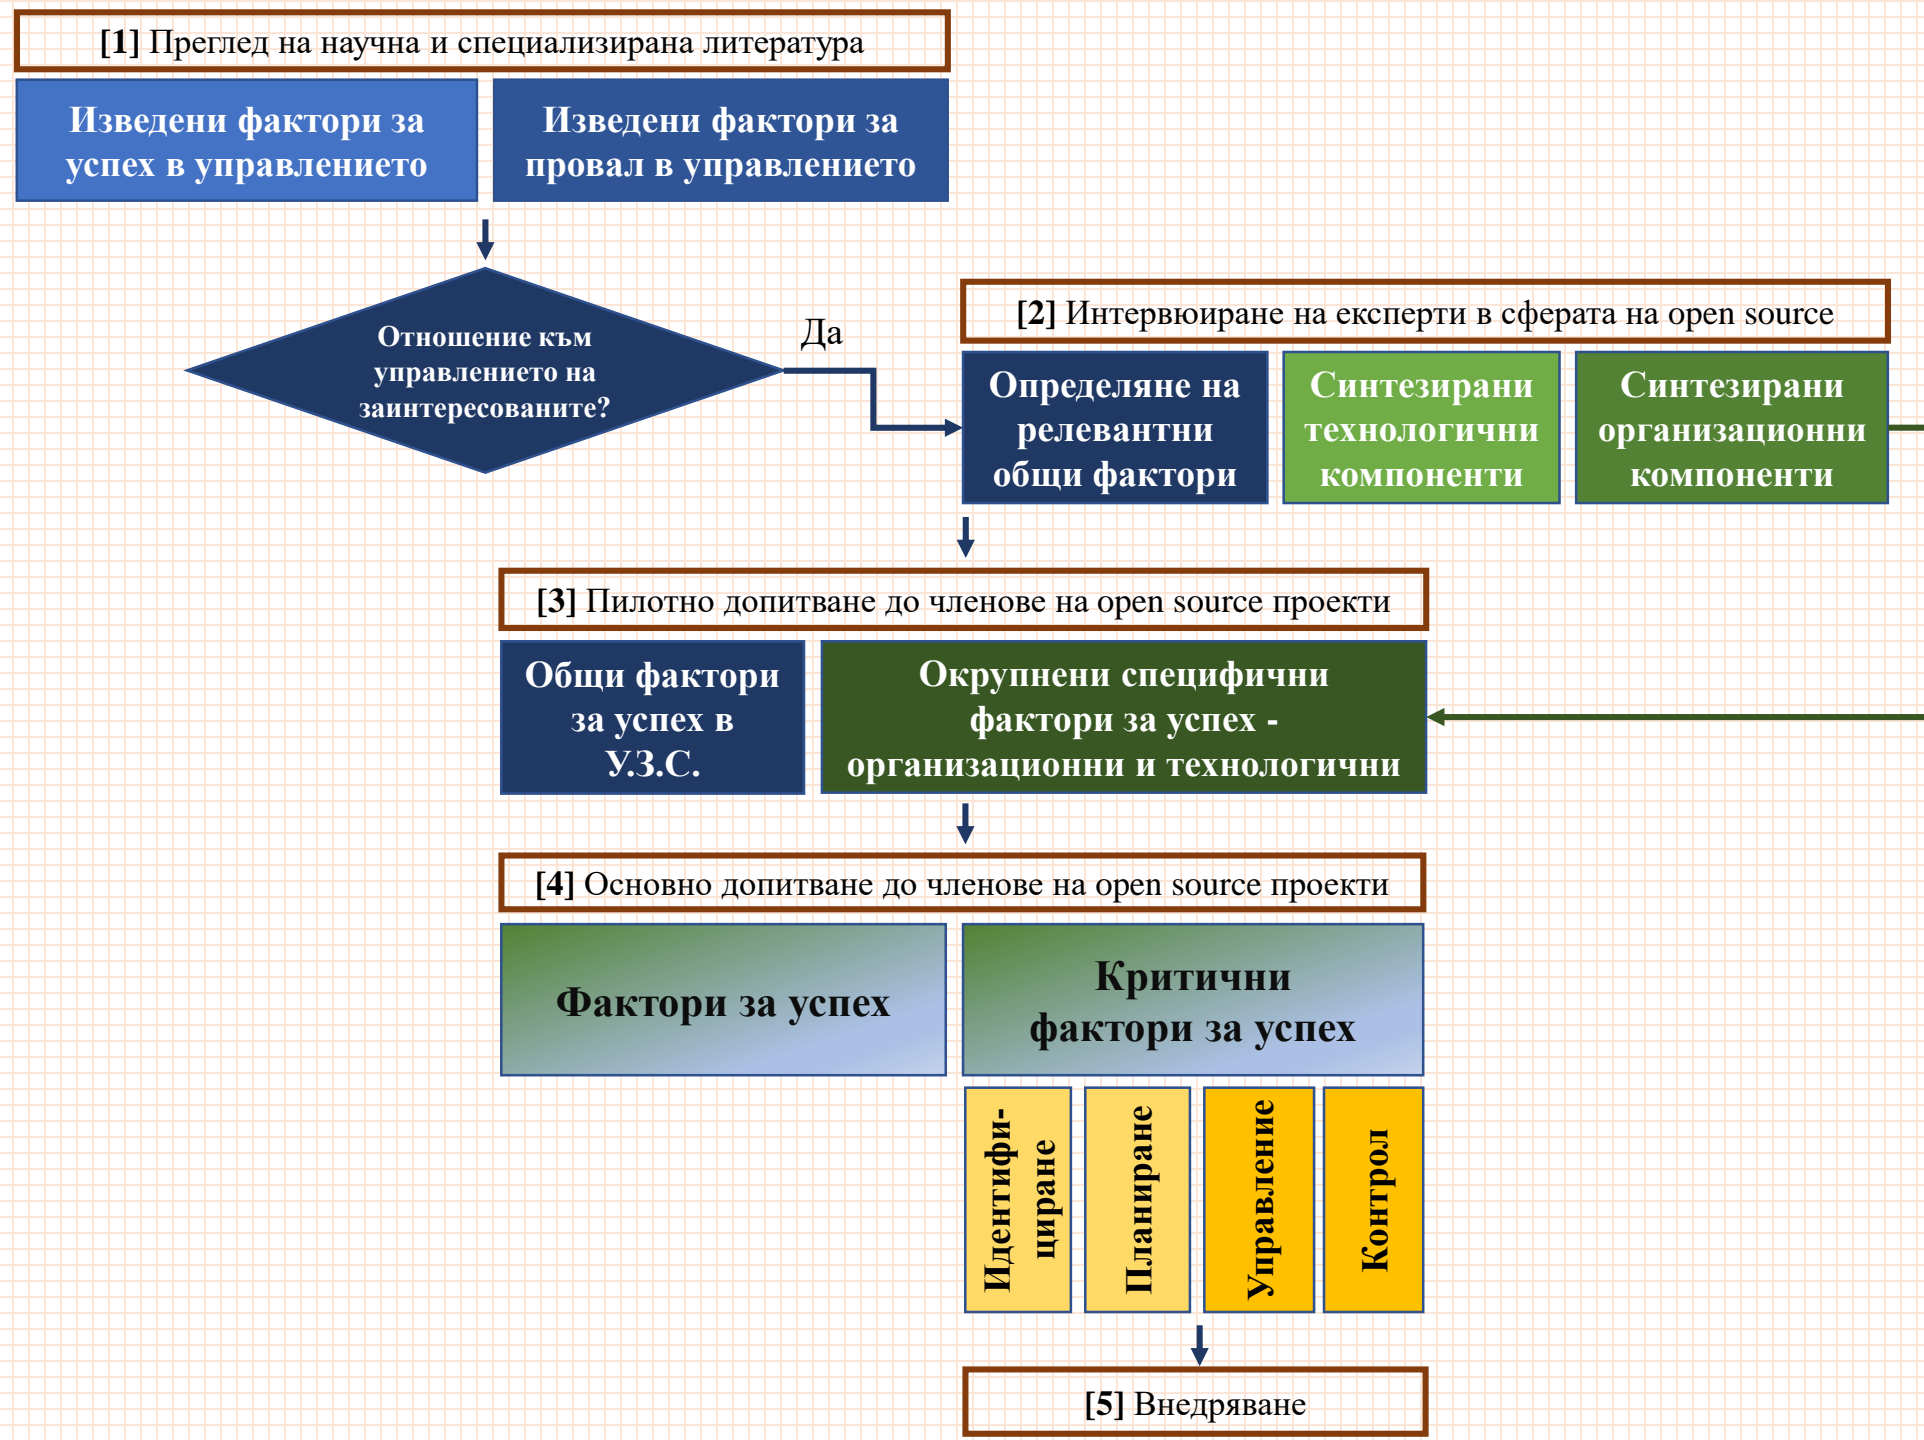 [1] Преглед на научна и специализирана литература
Изведени фактори за
успех в управлението
Изведени фактори за
провал в управлението
Отношение към
управлението на
заинтересованите?
Да
[2] Интервюиране на експерти в сферата на open source
Определяне на
релевантни
общи фактори
Синтезирани
технологични
компоненти
Синтезирани
организационни
компоненти
[3] Пилотно допитване до членове на open source проекти
Общи фактори
за успех в
У.З.С.
Окрупнени специфични
фактори за успех -
организационни и технологични
[4] Основно допитване до членове на open source проекти
Фактори за успех
Критични
фактори за успех
Идентифи-
циране
Планиране
Управление
Контрол
[5] Внедряване